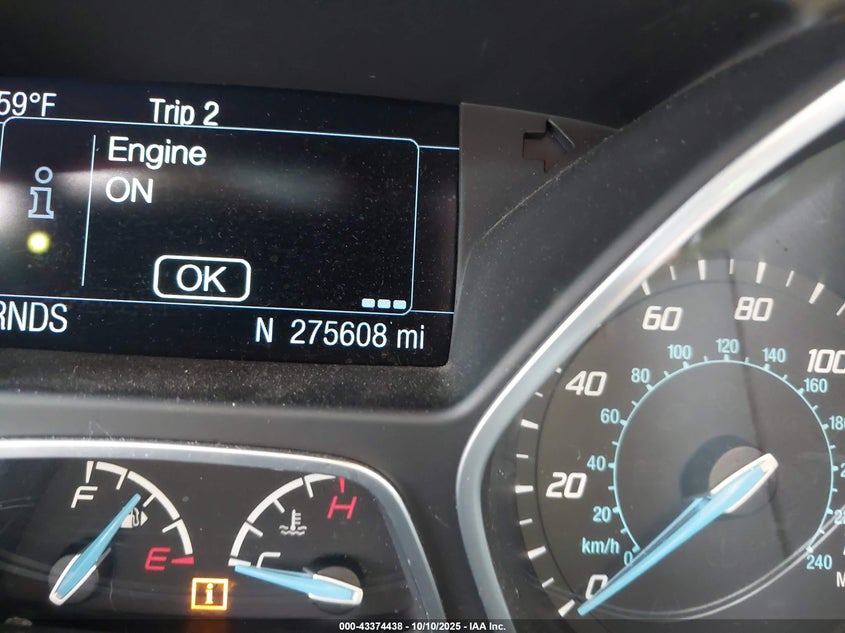 59°F Trip 2
Engine
ON
OK
RNDS N 275608 mi
F E
C H
i
0 20 40 60 80 100
km/h 0 20 40 60 80 100 120 140 160 180 240
000-43374438 - 10/10/2025 - IAA Inc.